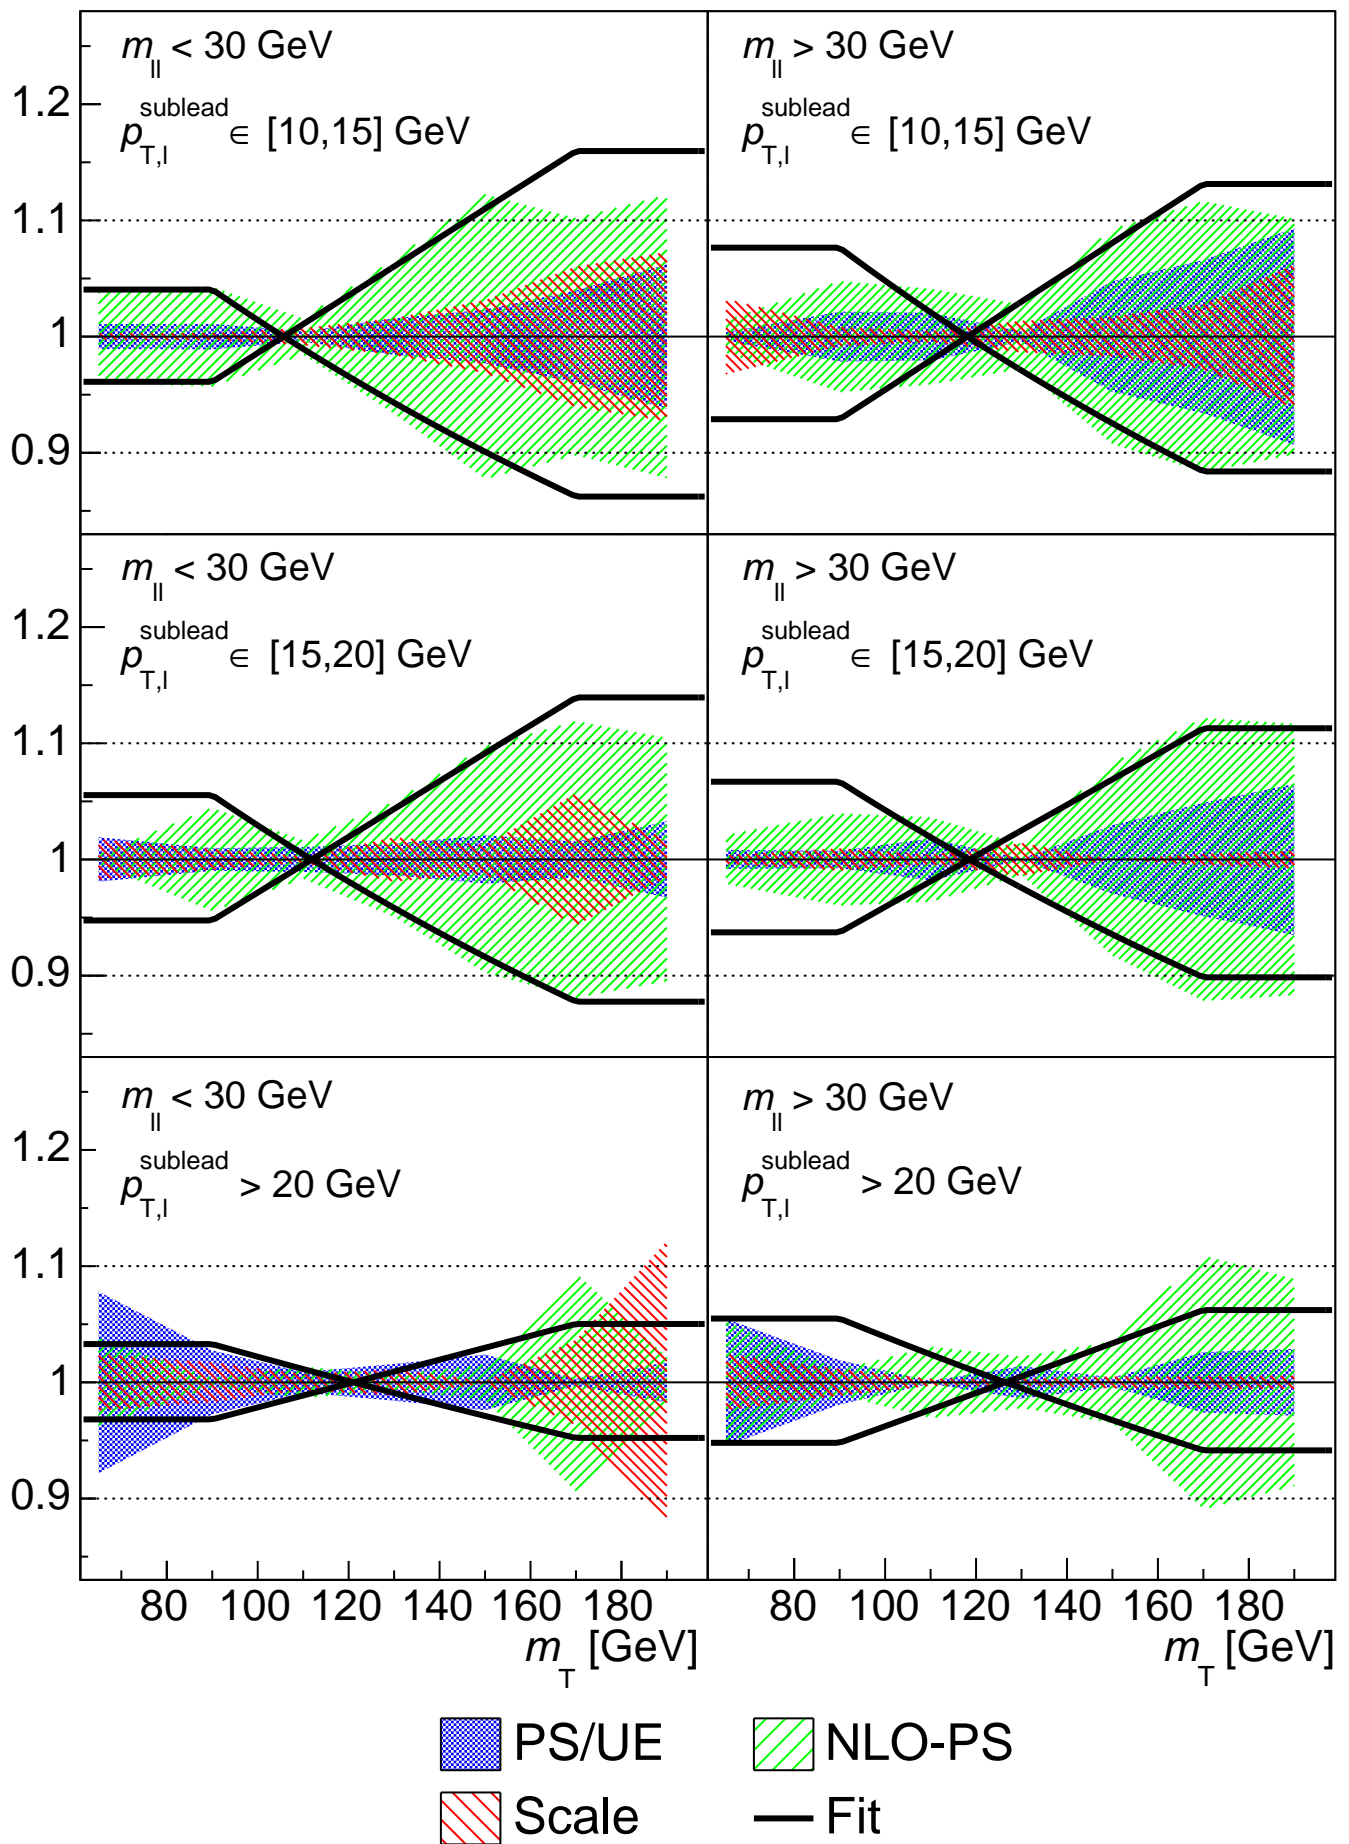 m_ll < 30 GeV
p_T,l^sublead ∈ [10,15] GeV
m_ll > 30 GeV
p_T,l^sublead ∈ [10,15] GeV
1.2
1.1
1
0.9
m_ll < 30 GeV
p_T,l^sublead ∈ [15,20] GeV
m_ll > 30 GeV
p_T,l^sublead ∈ [15,20] GeV
1.2
1.1
1
0.9
m_ll < 30 GeV
p_T,l^sublead > 20 GeV
m_ll > 30 GeV
p_T,l^sublead > 20 GeV
1.2
1.1
1
0.9
80 100 120 140 160 180
80 100 120 140 160 180
m_T [GeV]
m_T [GeV]
PS/UE
NLO-PS
Scale
Fit